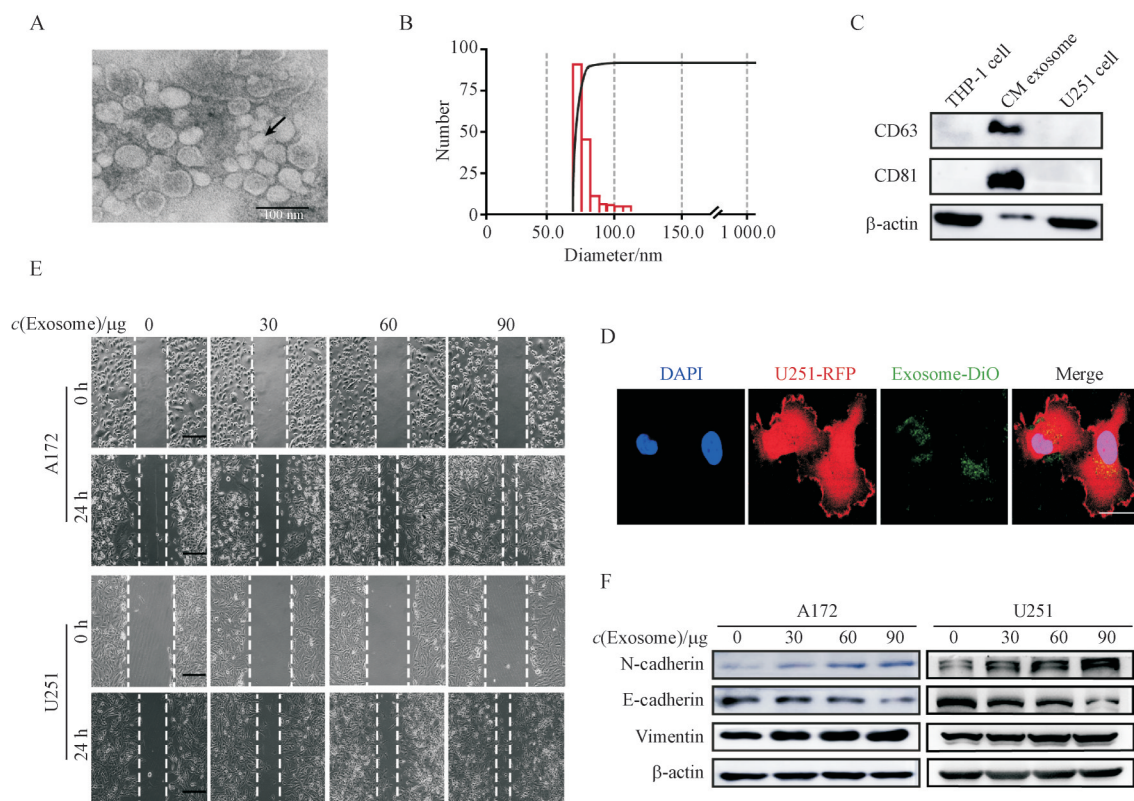 A
100 nm
B
100
75
50
25
0
Number
0 50.0 100.0 150.0 1 000.0
Diameter/nm
C
THP-1 cell CM exosome U251 cell
CD63
CD81
β-actin
E
c(Exosome)/μg 0 30 60 90
A172
0 h
24 h
U251
0 h
24 h
D
DAPI U251-RFP Exosome-DiO Merge
F
A172 U251
c(Exosome)/μg 0 30 60 90 0 30 60 90
N-cadherin
E-cadherin
Vimentin
β-actin